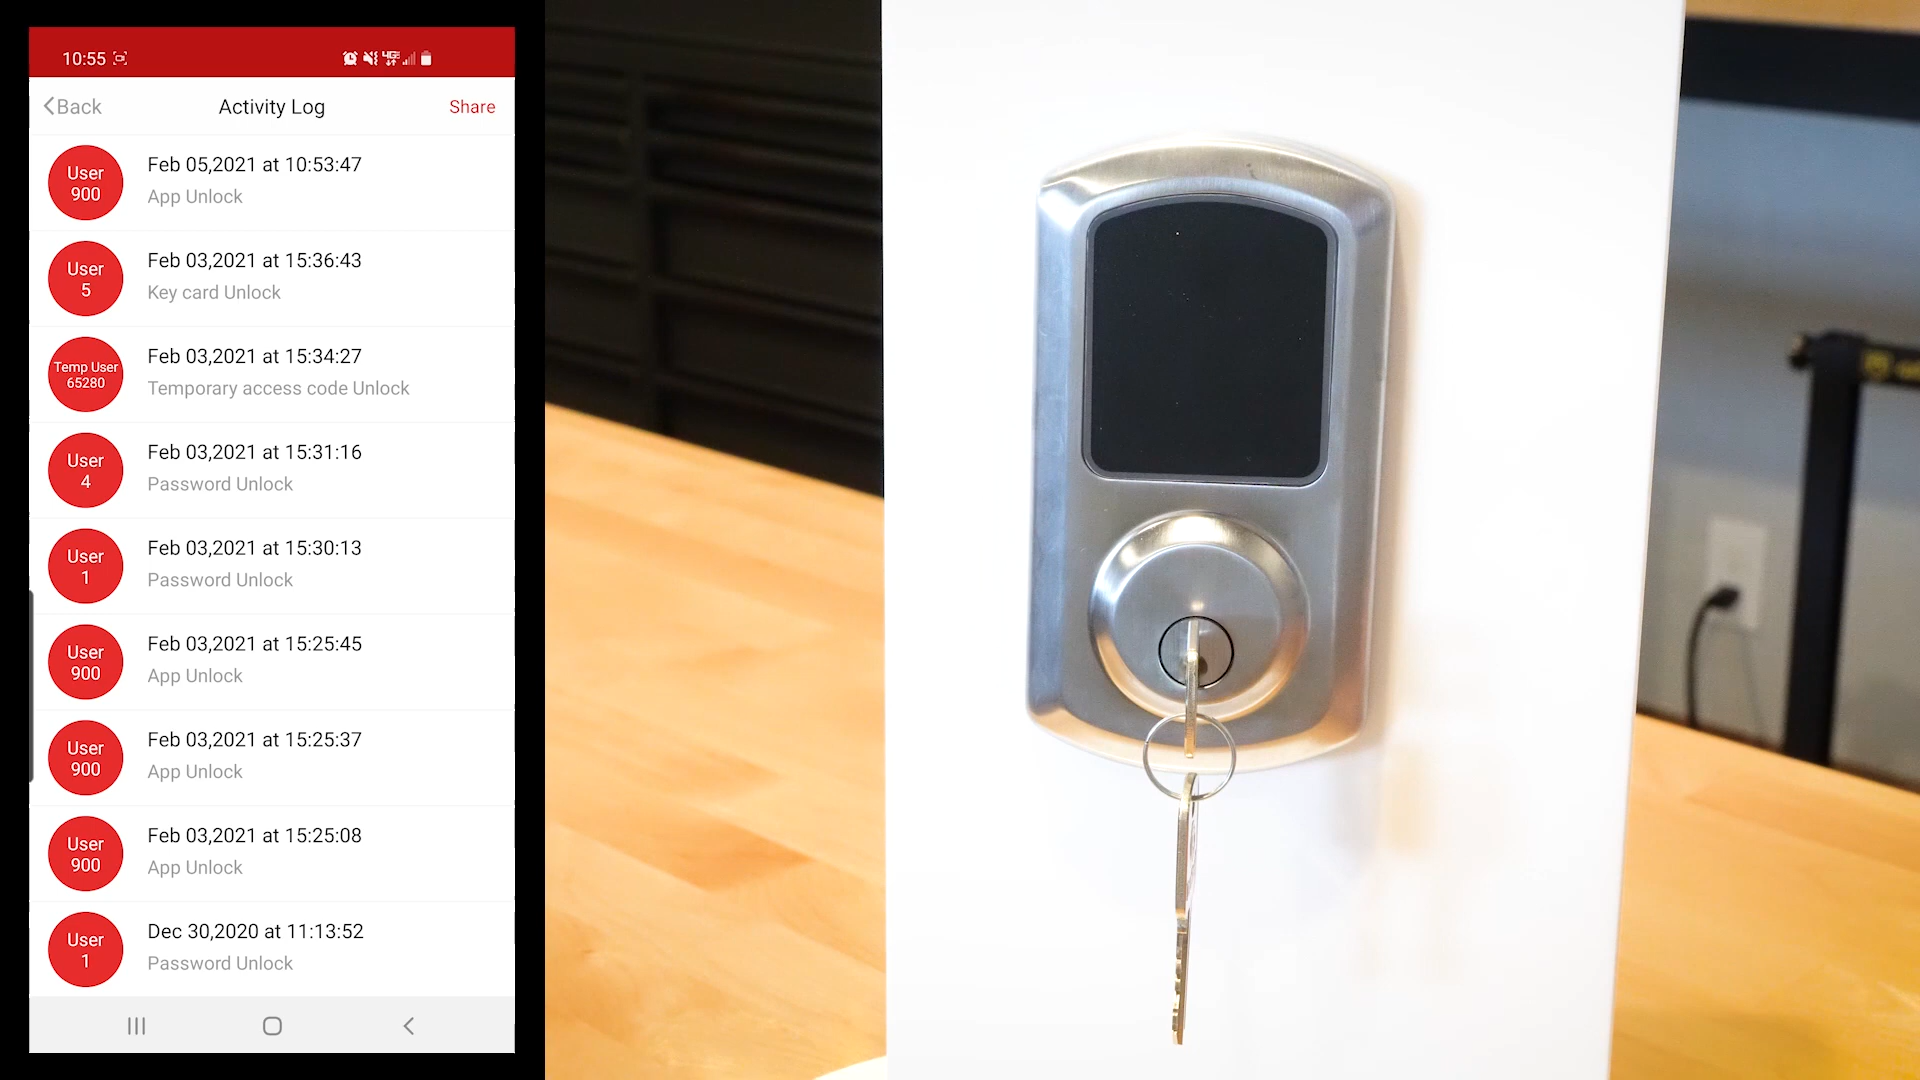 10:55
Back
Activity Log
Share
User
900
Feb 05,2021 at 10:53:47
App Unlock
User
5
Feb 03,2021 at 15:36:43
Key card Unlock
Temp User
65280
Feb 03,2021 at 15:34:27
Temporary access code Unlock
User
4
Feb 03,2021 at 15:31:16
Password Unlock
User
1
Feb 03,2021 at 15:30:13
Password Unlock
User
900
Feb 03,2021 at 15:25:45
App Unlock
User
900
Feb 03,2021 at 15:25:37
App Unlock
User
900
Feb 03,2021 at 15:25:08
App Unlock
User
1
Dec 30,2020 at 11:13:52
Password Unlock